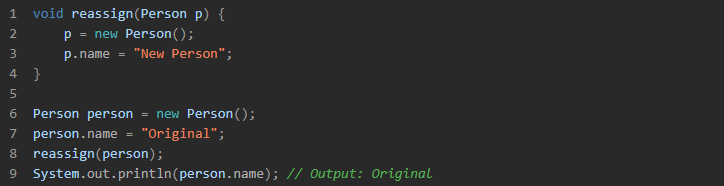 1 void reassign(Person p) {
2     p = new Person();
3     p.name = "New Person";
4 }
5
6 Person person = new Person();
7 person.name = "Original";
8 reassign(person);
9 System.out.println(person.name); // Output: Original